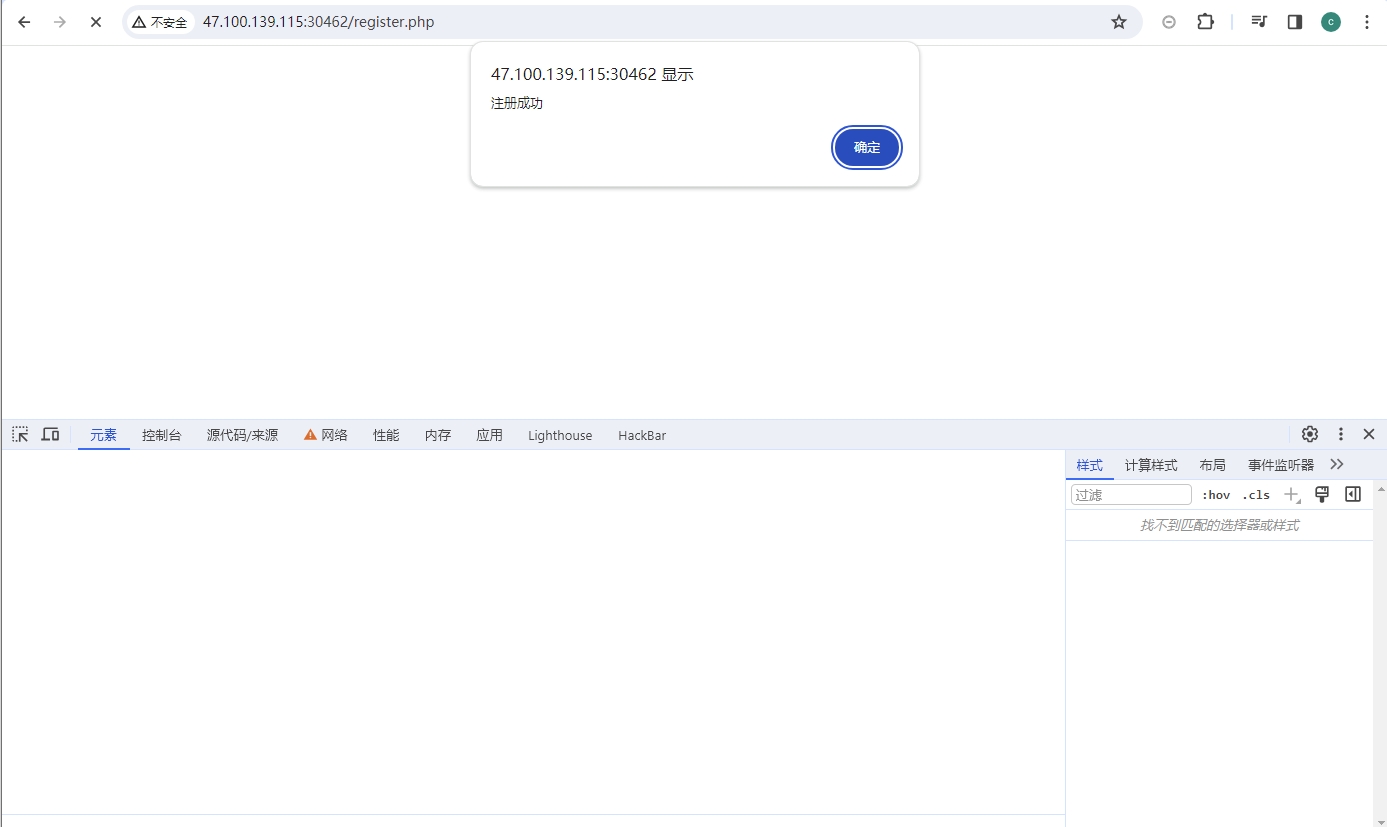 不安全 47.100.139.115:30462/register.php c
47.100.139.115:30462 显示
注册成功
确定
元素 控制台 源代码/来源 网络 性能 内存 应用 Lighthouse HackBar
样式 计算样式 布局 事件监听器
过滤 :hov .cls
找不到匹配的选择器或样式